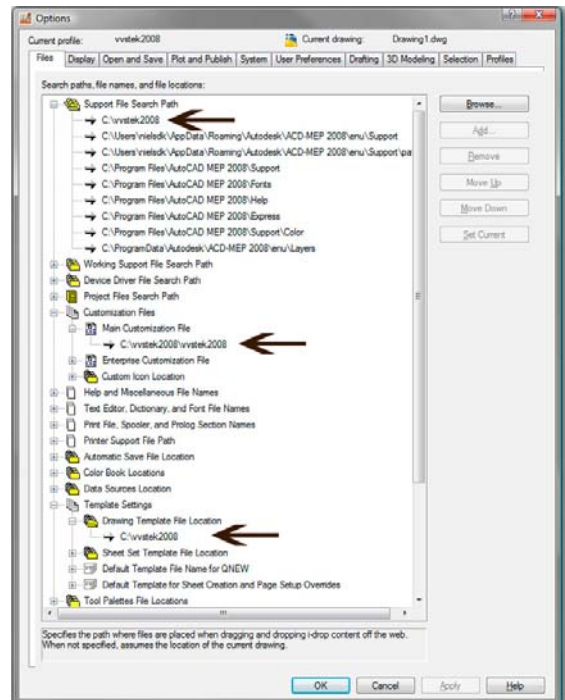 Options
Current profile: vvstek2008 Current drawing: Drawing1.dwg
Files Display Open and Save Plot and Publish System User Preferences Drafting 3D Modeling Selection Profiles
Search paths, file names, and file locations:
Support File Search Path
C:\vvstek2008
C:\Users\nielsdk\AppData\Roaming\Autodesk\ACD-MEP 2008\enu\Support
C:\Users\nielsdk\AppData\Roaming\Autodesk\ACD-MEP 2008\enu\Support\pa
C:\Program Files\AutoCAD MEP 2008\Support
C:\Program Files\AutoCAD MEP 2008\Fonts
C:\Program Files\AutoCAD MEP 2008\Help
C:\Program Files\AutoCAD MEP 2008\Express
C:\Program Files\AutoCAD MEP 2008\Support\Color
C:\ProgramData\Autodesk\ACD-MEP 2008\enu\Layers
Working Support File Search Path
Device Driver File Search Path
Project Files Search Path
Customization Files
Main Customization File
C:\vvstek2008\vvstek2008
Enterprise Customization File
Custom Icon Location
Help and Miscellaneous File Names
Text Editor, Dictionary, and Font File Names
Print File, Spooler, and Prolog Section Names
Printer Support File Path
Automatic Save File Location
Color Book Locations
Data Sources Location
Template Settings
Drawing Template File Location
C:\vvstek2008
Sheet Set Template File Location
Default Template File Name for QNEW
Default Template for Sheet Creation and Page Setup Overrides
Tool Palettes File Locations
Browse...
Add...
Remove
Move Up
Move Down
Set Current
Specifies the path where files are placed when dragging and dropping i-drop content off the web.
When not specified, assumes the location of the current drawing.
OK Cancel Apply Help